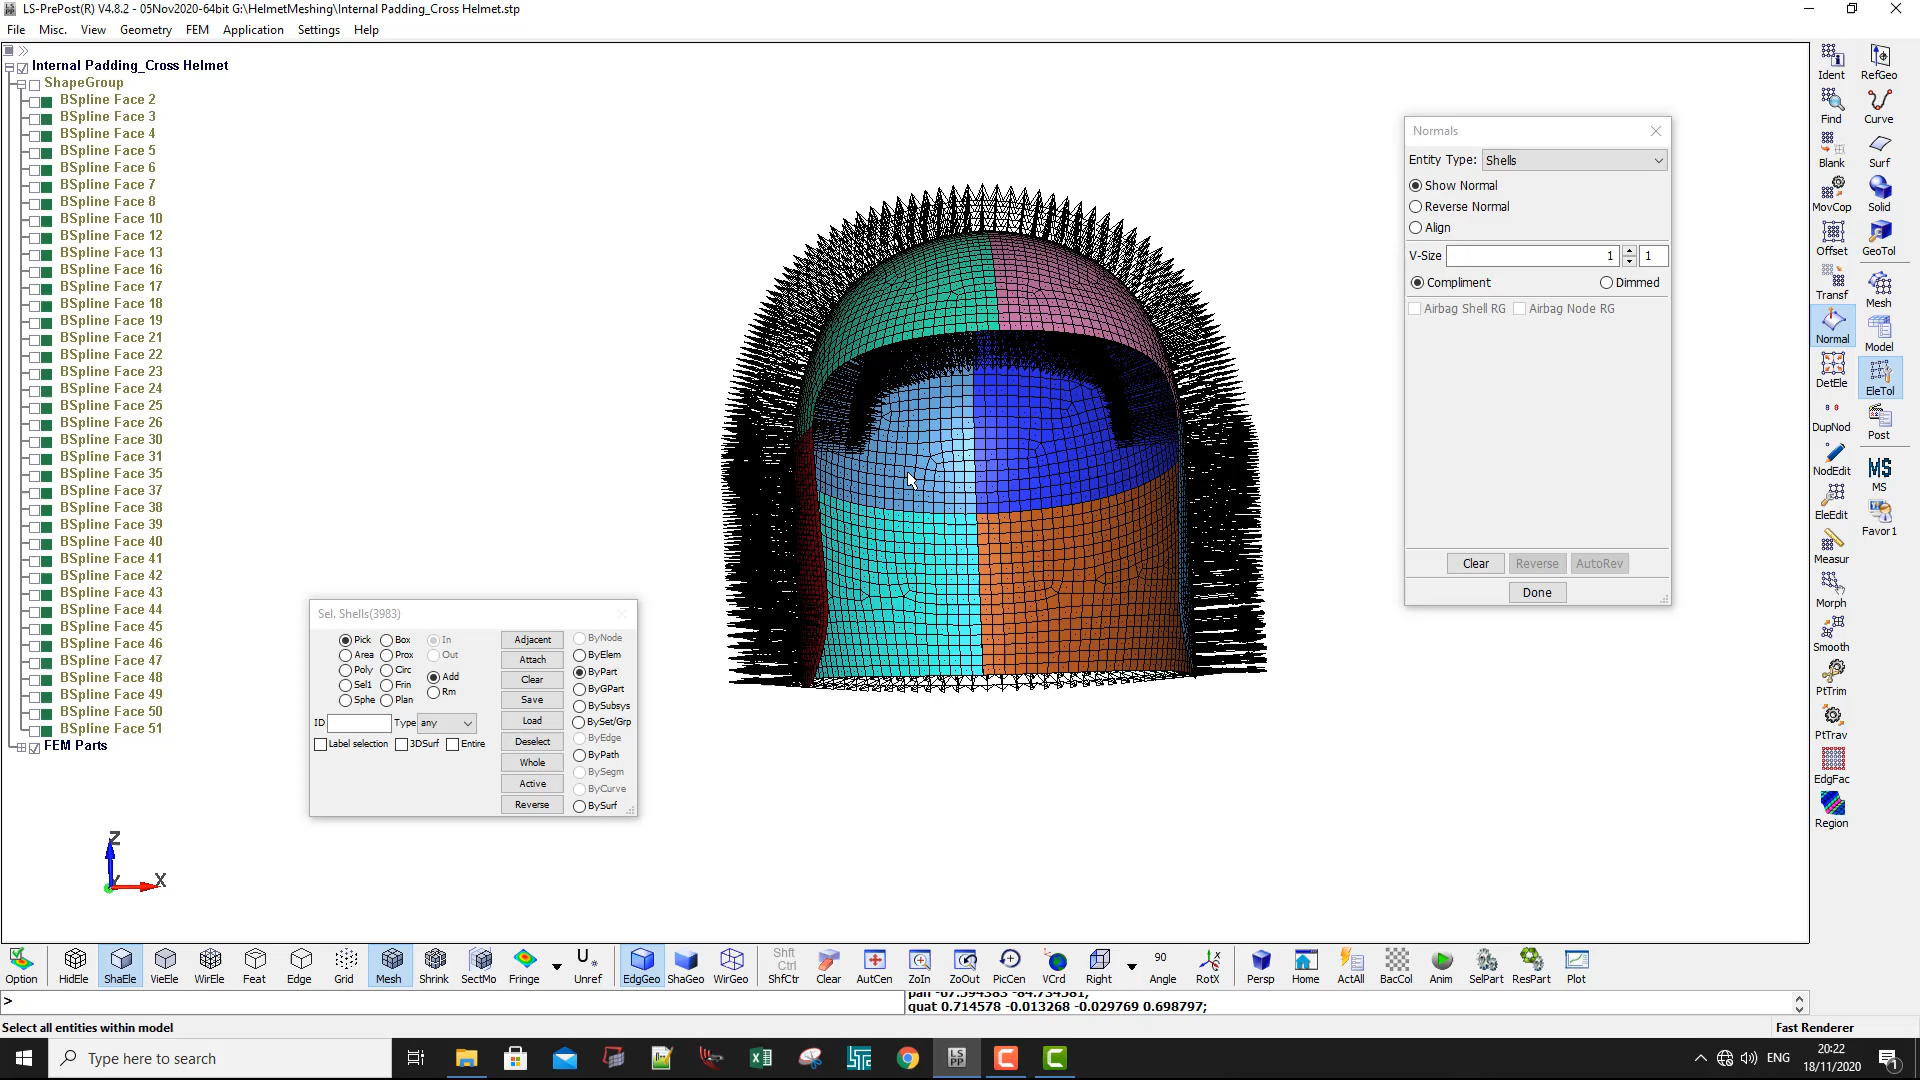 LS-PrePost(R) V4.8.2 - 05Nov2020-64bit G:\HelmetMeshing\Internal Padding_Cross Helmet.stp
File Misc. View Geometry FEM Application Settings Help
Internal Padding_Cross Helmet
ShapeGroup
BSpline Face 2
BSpline Face 3
BSpline Face 4
BSpline Face 5
BSpline Face 6
BSpline Face 7
BSpline Face 8
BSpline Face 10
BSpline Face 12
BSpline Face 13
BSpline Face 16
BSpline Face 17
BSpline Face 18
BSpline Face 19
BSpline Face 21
BSpline Face 22
BSpline Face 23
BSpline Face 24
BSpline Face 25
BSpline Face 26
BSpline Face 30
BSpline Face 31
BSpline Face 35
BSpline Face 37
BSpline Face 38
BSpline Face 39
BSpline Face 40
BSpline Face 41
BSpline Face 42
BSpline Face 43
BSpline Face 44
BSpline Face 45
BSpline Face 46
BSpline Face 47
BSpline Face 48
BSpline Face 49
BSpline Face 50
BSpline Face 51
FEM Parts
Z
Y X
Sel. Shells(3983)
Pick Box In Adjacent ByNode
Area Prox Out Attach ByElem
Poly Circ Add Clear ByPart
Sel1 Frin Rm Save ByGPart
Sphe Plan Load BySubsys
ID Type any Deselect BySet/Grp
Label selection 3DSurf Entire Whole ByEdge
Active ByPath
Reverse BySegm
ByCurve
BySurf
Normals
Entity Type: Shells
Show Normal
Reverse Normal
Align
V-Size 1 1
Compliment Dimmed
Airbag Shell RG Airbag Node RG
Clear Reverse AutoRev
Done
Ident RefGeo
Find Curve
Blank Surf
MovCop Solid
Offset GeoTol
Transf Mesh
Normal Model
DetEle EleTol
DupNod Post
NodEdit MS
MS
EleEdit Favor1
Measur
Morph
Smooth
PtTrim
PtTrav
EdgFac
Region
Option HidEle ShaEle VieEle WirEle Feat Edge Grid Mesh Shrink SectMo Fringe U Unref EdgGeo ShaGeo WirGeo Shft Ctrl ShfCtr Clear AutCen ZoIn ZoOut PicCen VCrd Right 90 Angle RotX Persp Home ActAll BacCol Anim SelPart ResPart Plot
>
pan -67.594383 -84.734581;
quat 0.714578 -0.013268 -0.029769 0.698797;
Select all entities within model
Fast Renderer
Type here to search
LS
PP
ENG
20:22
18/11/2020
1